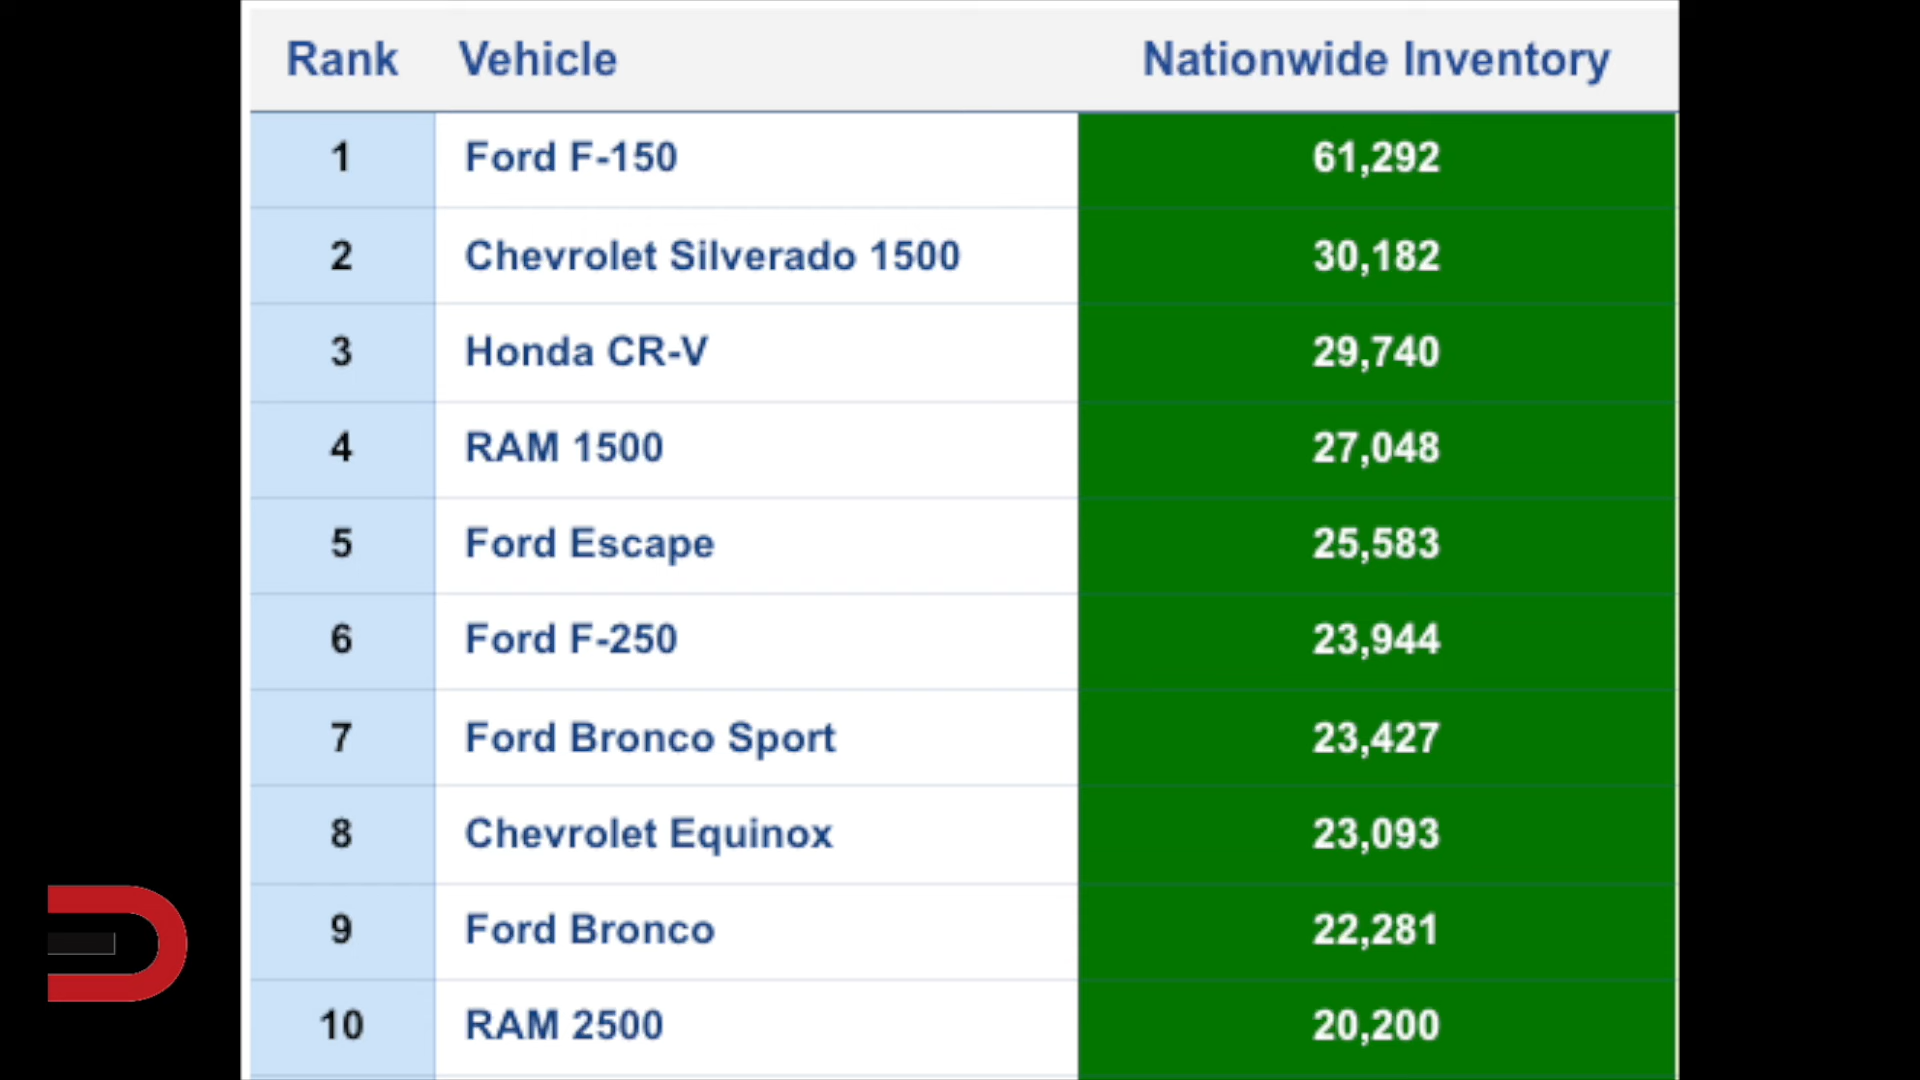 Rank Vehicle Nationwide Inventory
1 Ford F-150 61,292
2 Chevrolet Silverado 1500 30,182
3 Honda CR-V 29,740
4 RAM 1500 27,048
5 Ford Escape 25,583
6 Ford F-250 23,944
7 Ford Bronco Sport 23,427
8 Chevrolet Equinox 23,093
9 Ford Bronco 22,281
10 RAM 2500 20,200